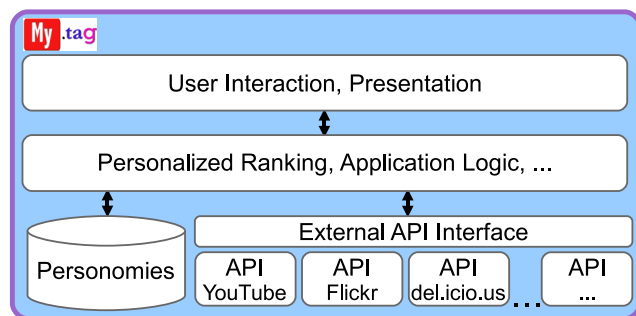 My.tag
User Interaction, Presentation
Personalized Ranking, Application Logic, ...
Personomies
External API Interface
API
YouTube
API
Flickr
API
del.icio.us
...
API
...